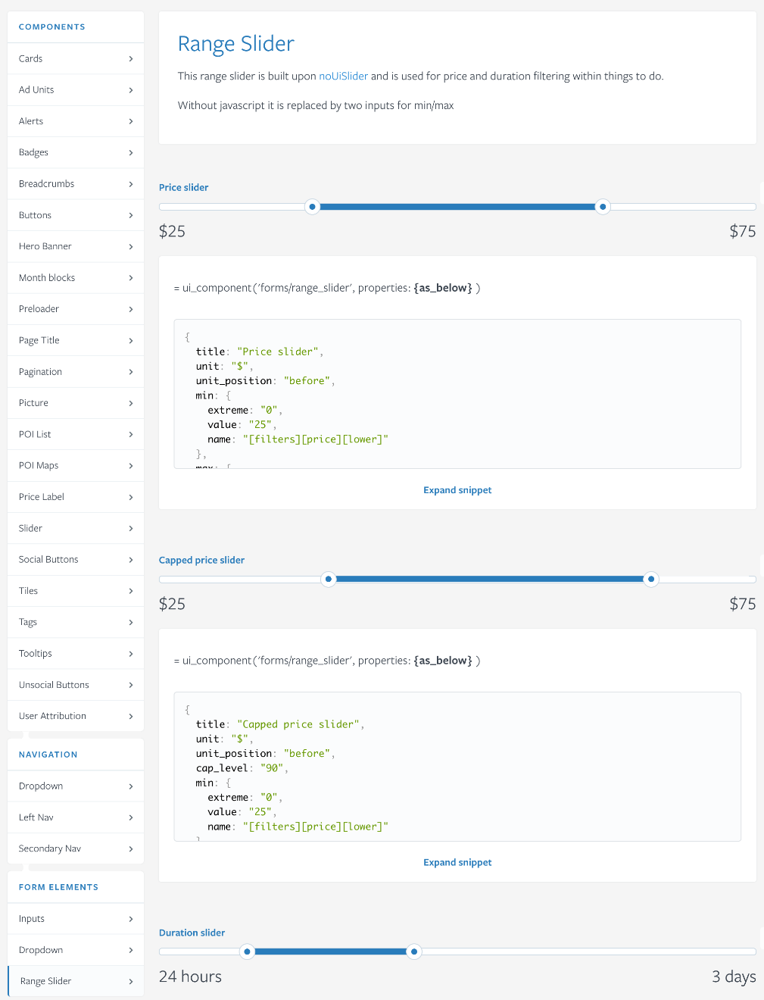 COMPONENTS
Cards
Ad Units
Alerts
Badges
Breadcrumbs
Buttons
Hero Banner
Month blocks
Preloader
Page Title
Pagination
Picture
POI List
POI Maps
Price Label
Slider
Social Buttons
Tiles
Tags
Tooltips
Unsocial Buttons
User Attribution
NAVIGATION
Dropdown
Left Nav
Secondary Nav
FORM ELEMENTS
Inputs
Dropdown
Range Slider
Range Slider
This range slider is built upon noUiSlider and is used for price and duration filtering within things to do.
Without javascript it is replaced by two inputs for min/max
Price slider
$25 $75
= ui_component('forms/range_slider', properties: {as_below} )
{
title: "Price slider",
unit: "$",
unit_position: "before",
min: {
extreme: "0",
value: "25",
name: "[filters][price][lower]"
},
max: {
Expand snippet
Capped price slider
$25 $75
= ui_component('forms/range_slider', properties: {as_below} )
{
title: "Capped price slider",
unit: "$",
unit_position: "before",
cap_level: "90",
min: {
extreme: "0",
value: "25",
name: "[filters][price][lower]"
}
Expand snippet
Duration slider
24 hours 3 days